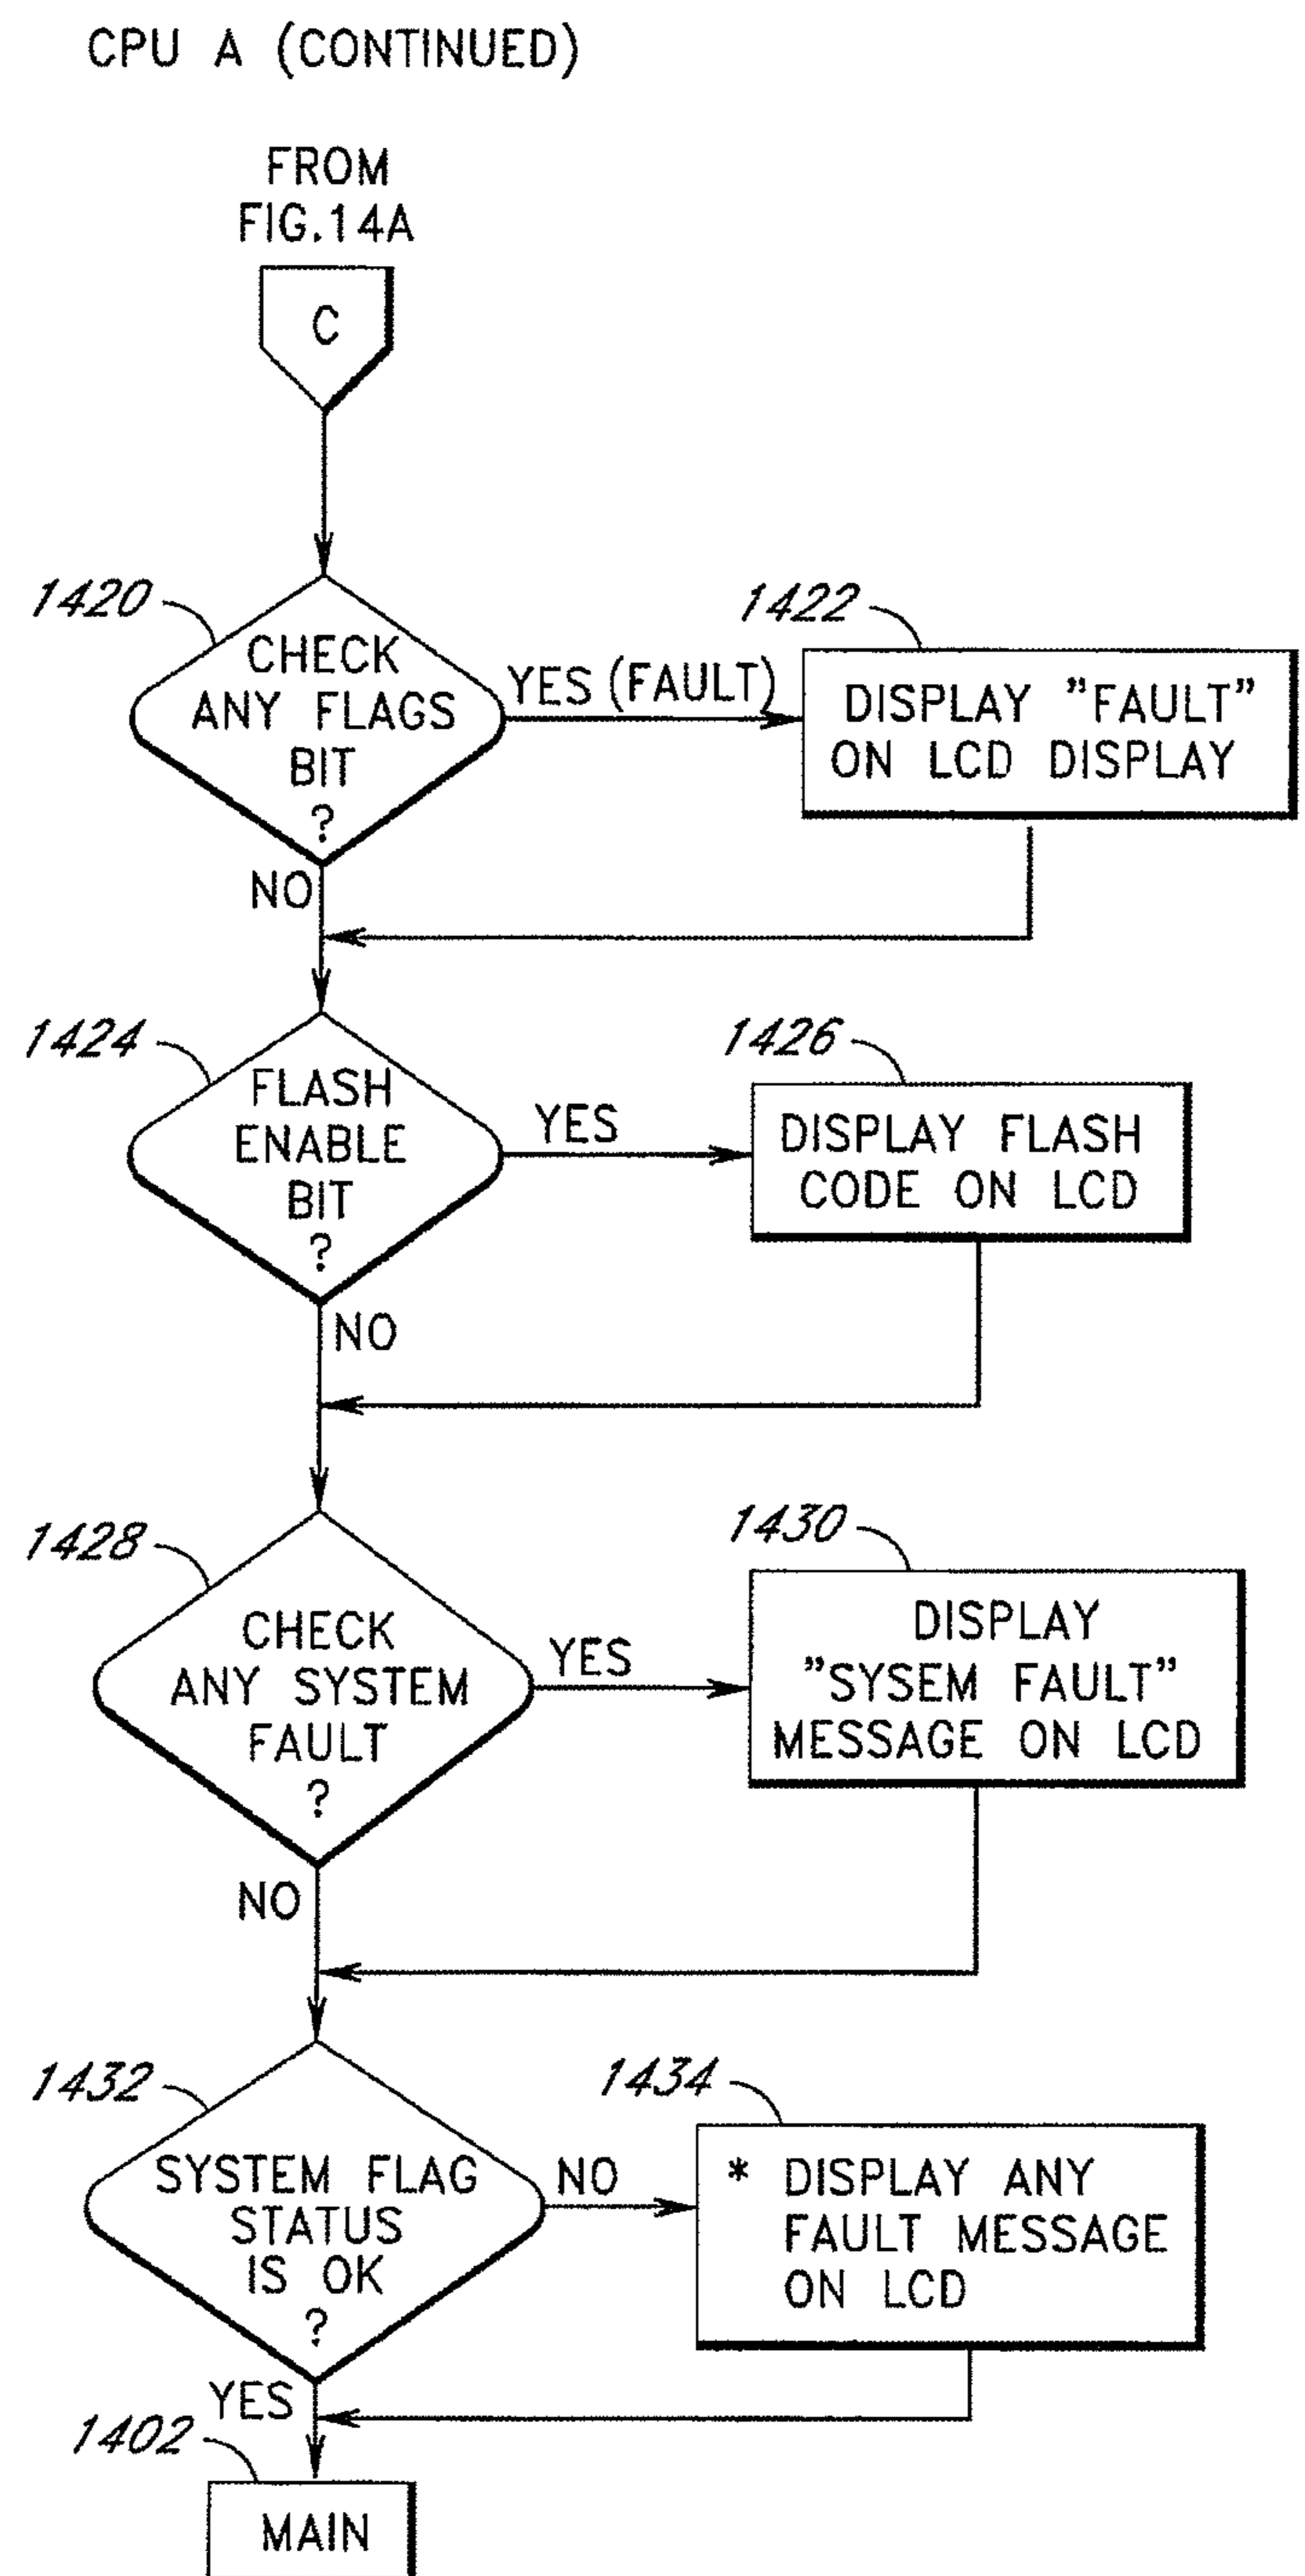 CPU A (CONTINUED)
FROM
FIG.14A
C
1420
CHECK
ANY FLAGS
BIT
?
YES (FAULT)
1422
DISPLAY "FAULT"
ON LCD DISPLAY
NO
1424
FLASH
ENABLE
BIT
?
YES
1426
DISPLAY FLASH
CODE ON LCD
NO
1428
CHECK
ANY SYSTEM
FAULT
?
YES
1430
DISPLAY
"SYSEM FAULT"
MESSAGE ON LCD
NO
1432
SYSTEM FLAG
STATUS
IS OK
?
NO
1434
* DISPLAY ANY
FAULT MESSAGE
ON LCD
YES
1402
MAIN